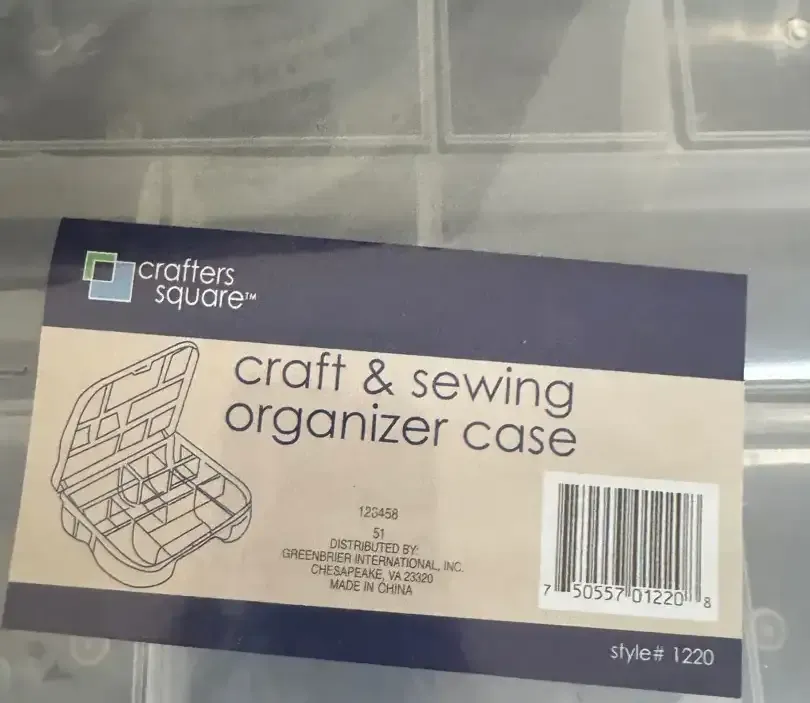 crafters
square™
craft & sewing
organizer case
123458
51
DISTRIBUTED BY:
GREENBRIER INTERNATIONAL, INC.
CHESAPEAKE, VA 23320
MADE IN CHINA
7 50557 01220 8
style# 1220